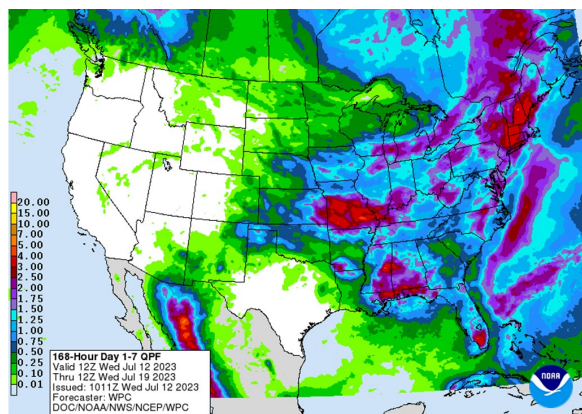 20.00
15.00
10.00
7.00
5.00
4.00
3.00
2.50
2.00
1.75
1.50
1.25
1.00
0.75
0.50
0.25
0.10
0.01
168-Hour Day 1-7 QPF
Valid 12Z Wed Jul 12 2023
Thru 12Z Wed Jul 19 2023
Issued: 1011Z Wed Jul 12 2023
Forecaster: WPC
DOC/NOAA/NWS/NCEP/WPC
NOAA